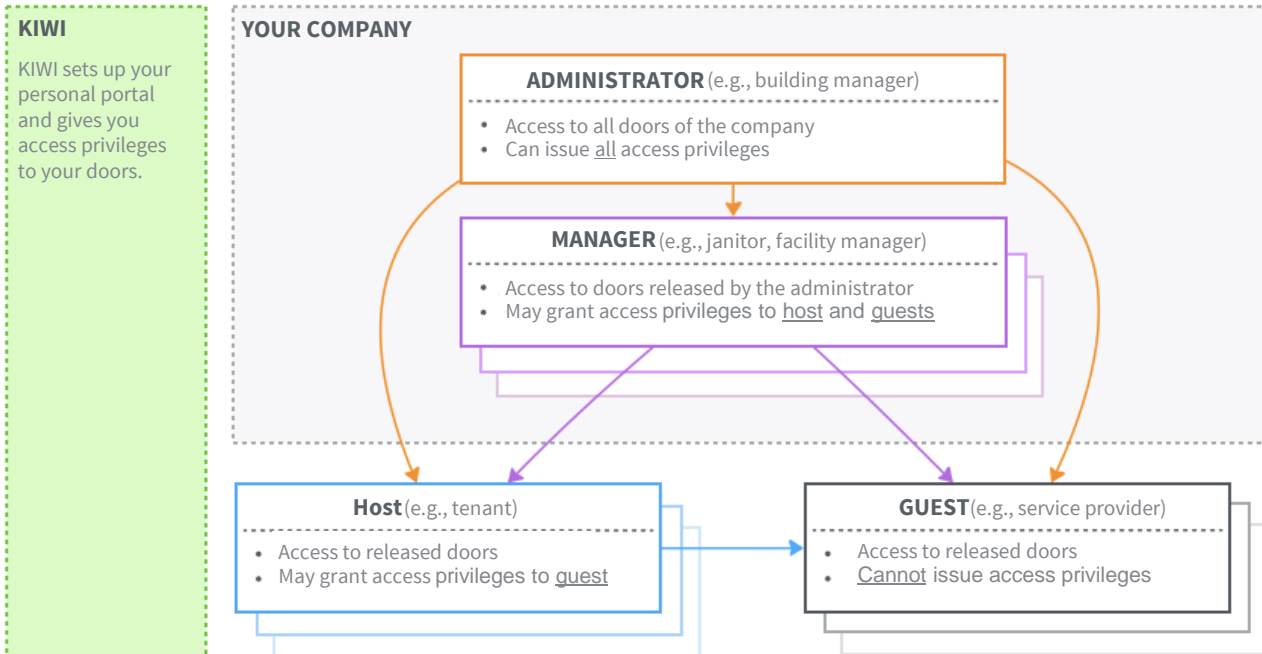 KIWI
KIWI sets up your
personal portal
and gives you
access privileges
to your doors.
YOUR COMPANY
ADMINISTRATOR (e.g., building manager)
• Access to all doors of the company
• Can issue all access privileges
MANAGER (e.g., janitor, facility manager)
• Access to doors released by the administrator
• May grant access privileges to host and guests
Host (e.g., tenant)
• Access to released doors
• May grant access privileges to guest
GUEST (e.g., service provider)
• Access to released doors
• Cannot issue access privileges